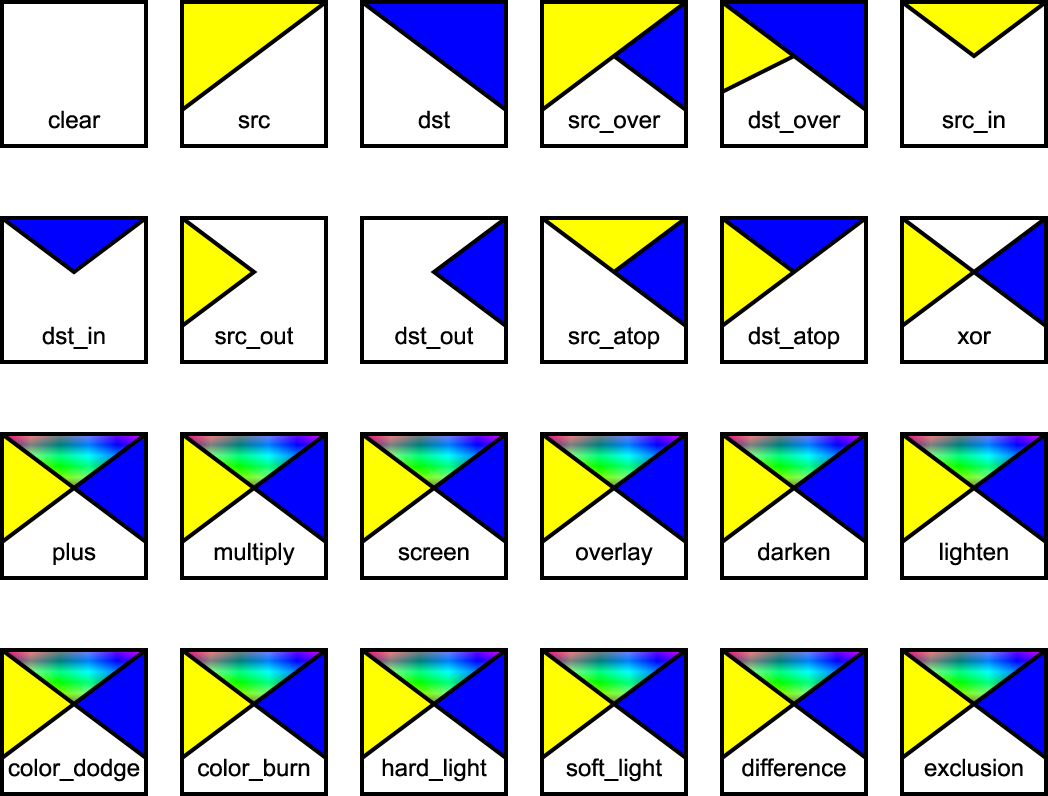 clear
src
dst
src_over
dst_over
src_in
dst_in
src_out
dst_out
src_atop
dst_atop
xor
plus
multiply
screen
overlay
darken
lighten
color_dodge
color_burn
hard_light
soft_light
difference
exclusion